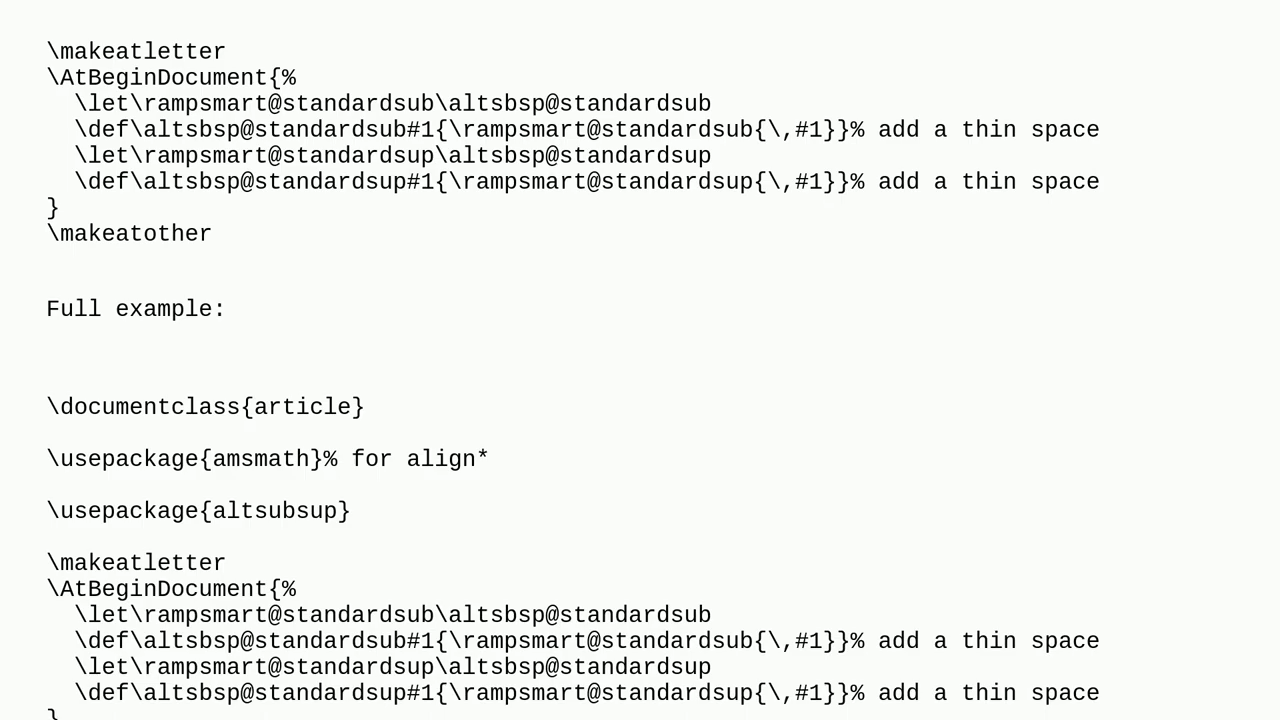 \makeatletter
\AtBeginDocument{%
  \let\rampsmart@standardsub\altsbsp@standardsub
  \def\altsbsp@standardsub#1{\rampsmart@standardsub{\,#1}}% add a thin space
  \let\rampsmart@standardsup\altsbsp@standardsup
  \def\altsbsp@standardsup#1{\rampsmart@standardsup{\,#1}}% add a thin space
}
\makeatother
Full example:
\documentclass{article}
\usepackage{amsmath}% for align*
\usepackage{altsubsup}
\makeatletter
\AtBeginDocument{%
  \let\rampsmart@standardsub\altsbsp@standardsub
  \def\altsbsp@standardsub#1{\rampsmart@standardsub{\,#1}}% add a thin space
  \let\rampsmart@standardsup\altsbsp@standardsup
  \def\altsbsp@standardsup#1{\rampsmart@standardsup{\,#1}}% add a thin space
}